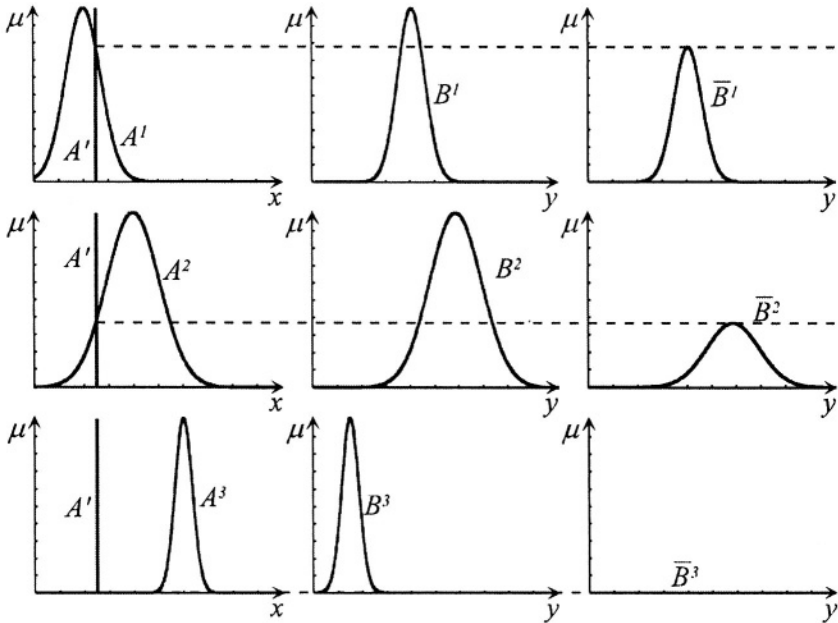 μ μ μ
A' A¹ B¹ B̅¹
x y y
μ μ μ
A' A² B² B̅²
x y y
μ μ μ
A' A³ B³ B̅³
x y y